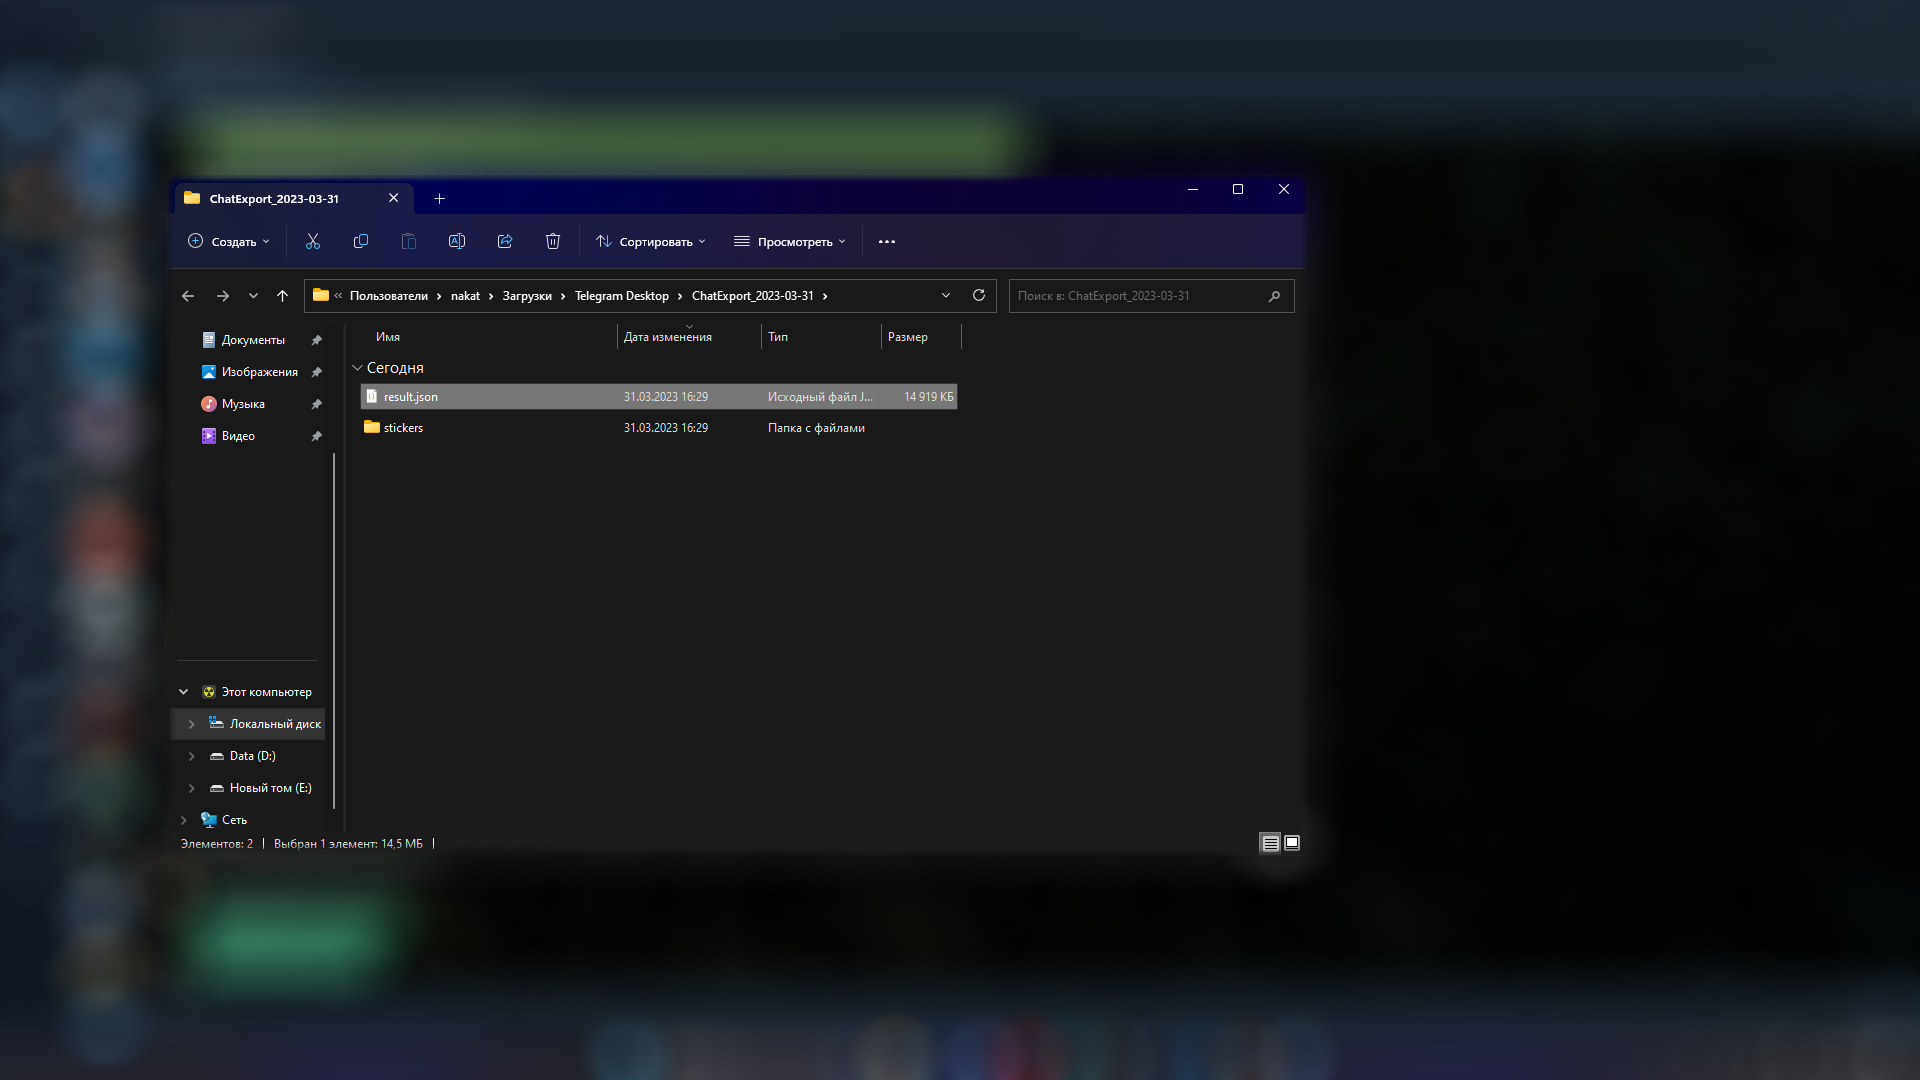 ChatExport_2023-03-31
Создать
Сортировать
Просмотреть
« Пользователи › nakat › Загрузки › Telegram Desktop › ChatExport_2023-03-31 ›
Поиск в: ChatExport_2023-03-31
Документы
Изображения
Музыка
Видео
Этот компьютер
Локальный диск
Data (D:)
Новый том (E:)
Сеть
Имя Дата изменения Тип Размер
Сегодня
result.json 31.03.2023 16:29 Исходный файл J... 14 919 КБ
stickers 31.03.2023 16:29 Папка с файлами
Элементов: 2 | Выбран 1 элемент: 14,5 МБ |